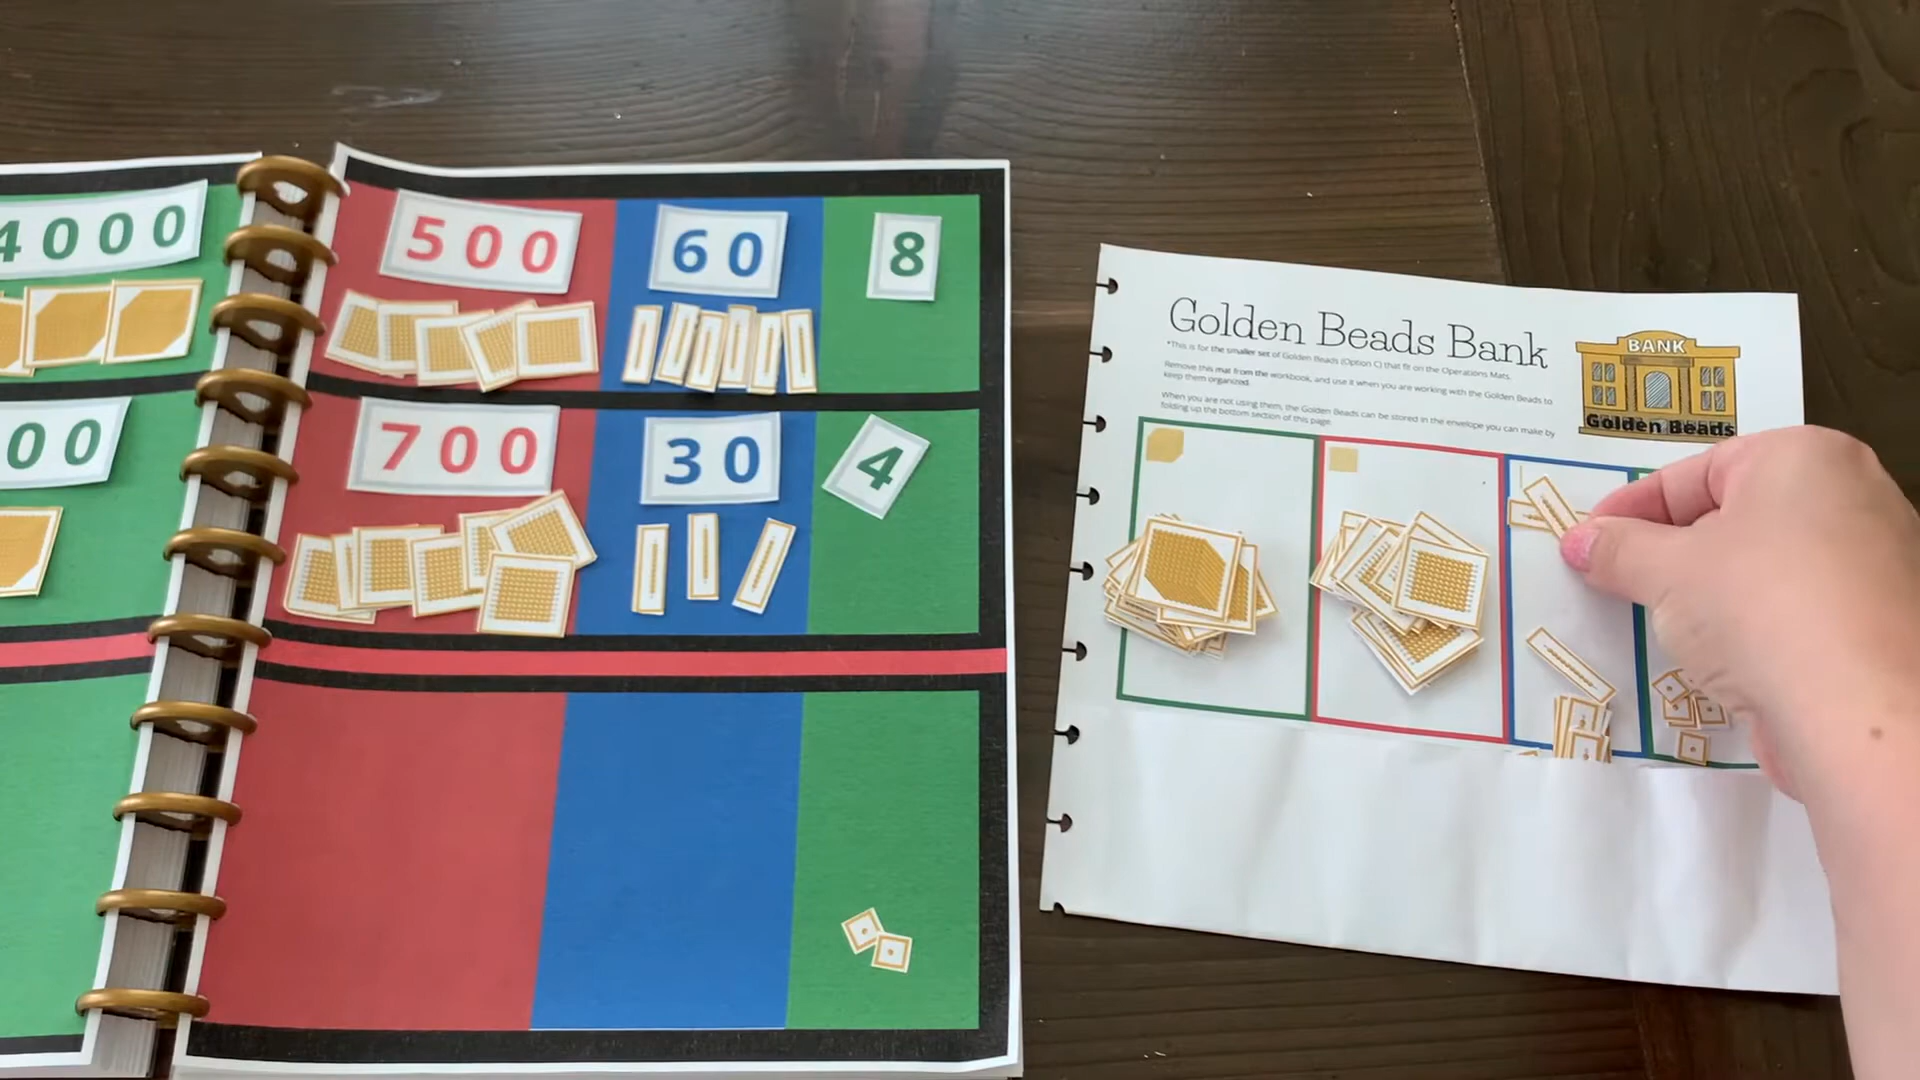 4000
500
60
8
00
700
30
4
Golden Beads Bank
*This is for the smaller set of Golden Beads (Option C) that fit on the Operations Mats.
Remove this mat from the workbook, and use it when you are working with the Golden Beads to
keep them organized.
When you are not using them, the Golden Beads can be stored in the envelope you can make by
folding up the bottom section of this page.
BANK
Golden Beads